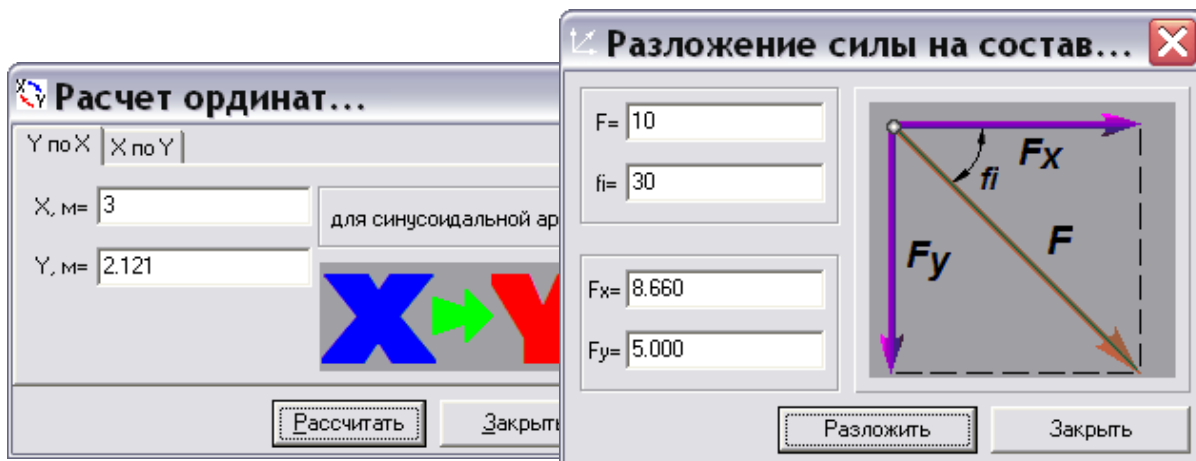 Расчет ординат...
Y по X
X по Y
X, м= 3
для синусоидальной ар
Y, м= 2.121
X Y
Рассчитать
Закрыть
Разложение силы на состав...
F= 10
fi= 30
Fx= 8.660
Fy= 5.000
Fx
fi
F
Fy
Разложить
Закрыть